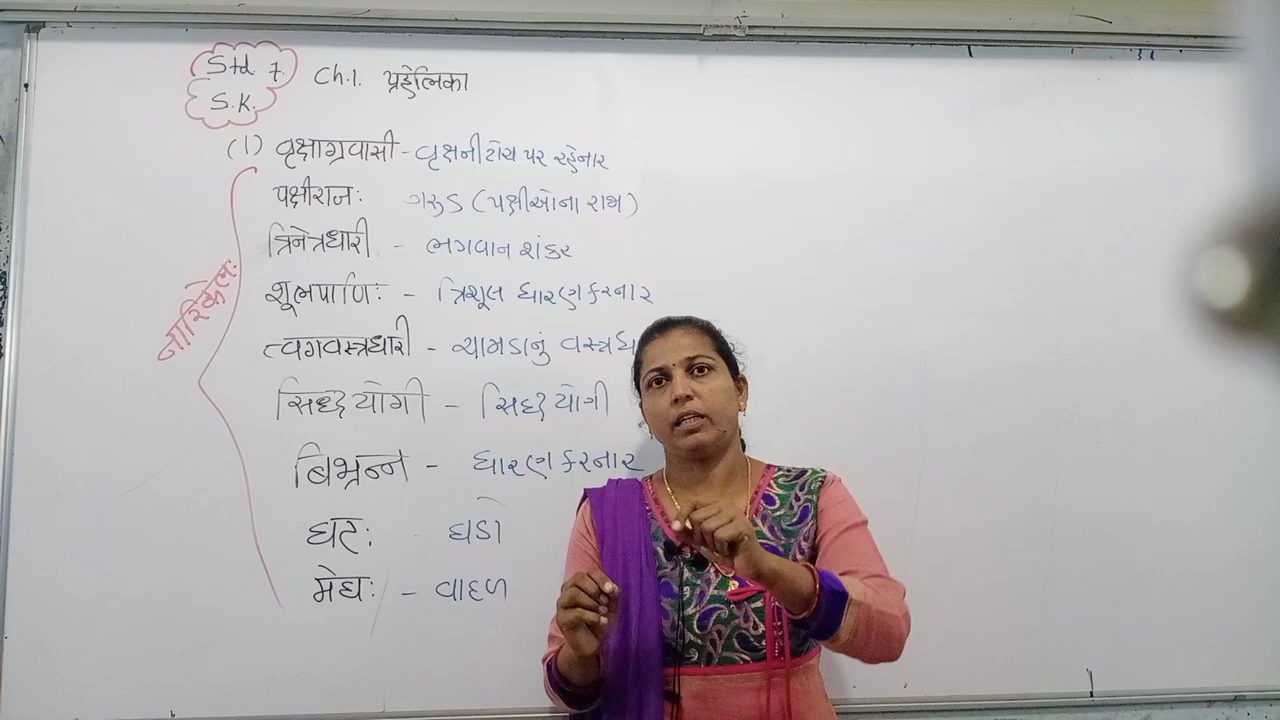 Std 7. Ch.1. प्रहेलिका
S.K.
(1) वृक्षाग्रवासी - વૃક્ષની ટોચ પર રહેનાર
पक्षीराजः ગરુડ (પક્ષીઓના રાજા)
त्रिनेत्रधारी - ભગવાન શંકર
शूलपाणिः - ત્રિશૂલ ધારણ કરનાર
त्वगवस्त्रधारी - ચામડાનું વસ્ત્ર
सिध्द योगी - સિધ્ધ યોગી
बिभ्रन्न - ધારણ કરનાર
घटः ઘડો
मेघः - વાદળ
नारिकेलः